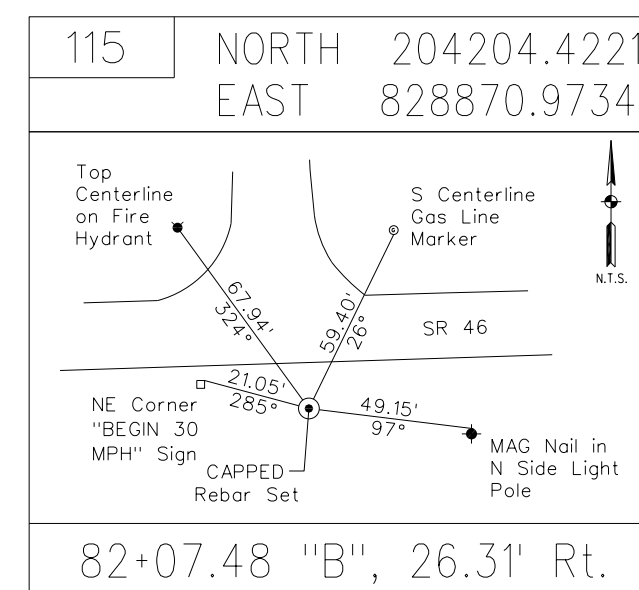 115
NORTH 204204.4221
EAST 828870.9734
Top
Centerline
on Fire
Hydrant
S Centerline
Gas Line
Marker
N.T.S.
67.94'
324°
59.40'
26°
SR 46
21.05'
285°
49.15'
97°
NE Corner
"BEGIN 30
MPH" Sign
CAPPED
Rebar Set
MAG Nail in
N Side Light
Pole
82+07.48 "B", 26.31' Rt.